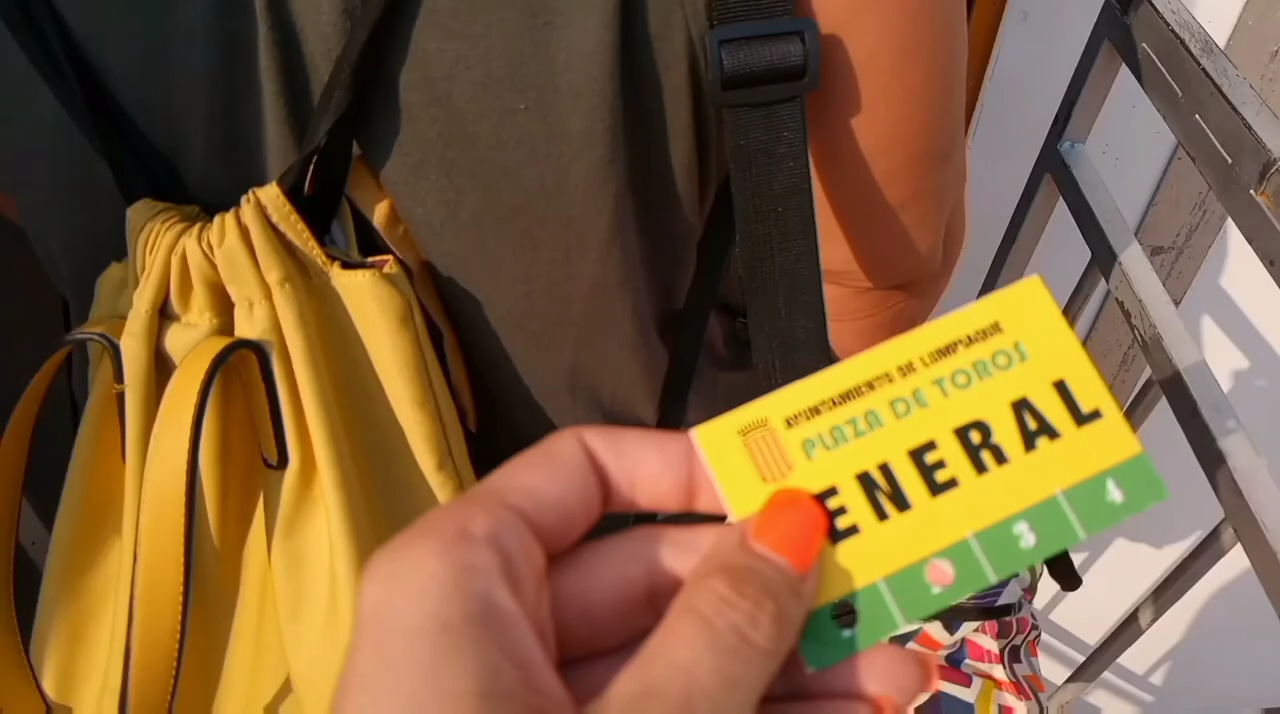 AYUNTAMIENTO DE LUMPIAQUE
PLAZA DE TOROS
ENERAL
3 4